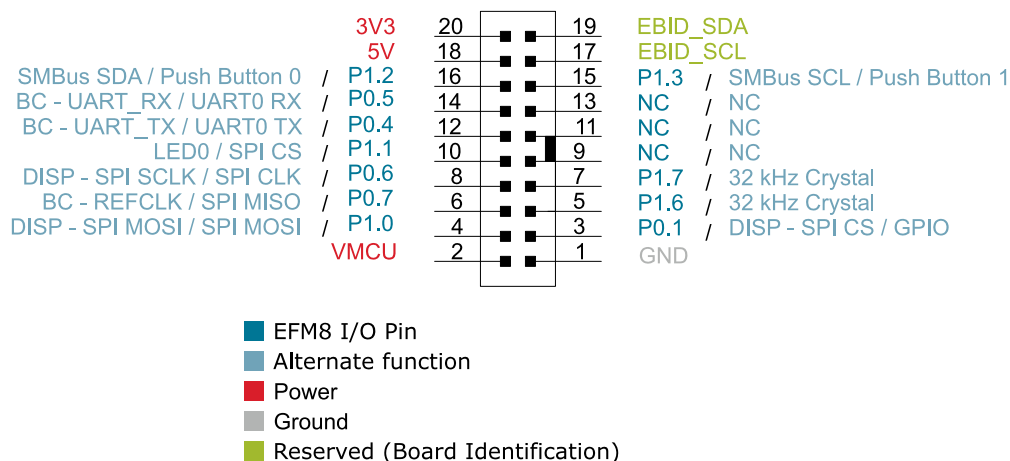 3V3 20 19 EBID_SDA
5V 18 17 EBID_SCL
SMBus SDA / Push Button 0 / P1.2 16 15 P1.3 / SMBus SCL / Push Button 1
BC - UART_RX / UART0 RX / P0.5 14 13 NC / NC
BC - UART_TX / UART0 TX / P0.4 12 11 NC / NC
LED0 / SPI CS / P1.1 10 9 NC / NC
DISP - SPI SCLK / SPI CLK / P0.6 8 7 P1.7 / 32 kHz Crystal
BC - REFCLK / SPI MISO / P0.7 6 5 P1.6 / 32 kHz Crystal
DISP - SPI MOSI / SPI MOSI / P1.0 4 3 P0.1 / DISP - SPI CS / GPIO
VMCU 2 1 GND
EFM8 I/O Pin
Alternate function
Power
Ground
Reserved (Board Identification)